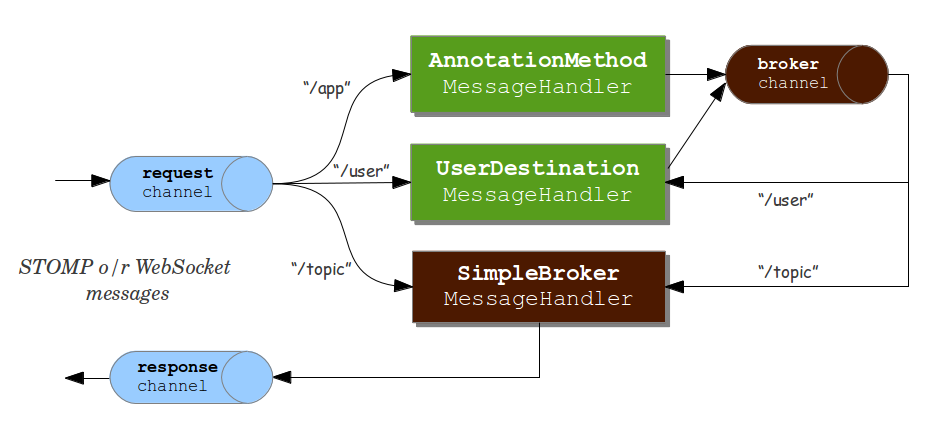 AnnotationMethod
MessageHandler
broker
channel
“/app”
UserDestination
MessageHandler
“/user”
request
channel
“/user”
“/topic”
SimpleBroker
MessageHandler
“/topic”
STOMP o/r WebSocket
messages
response
channel